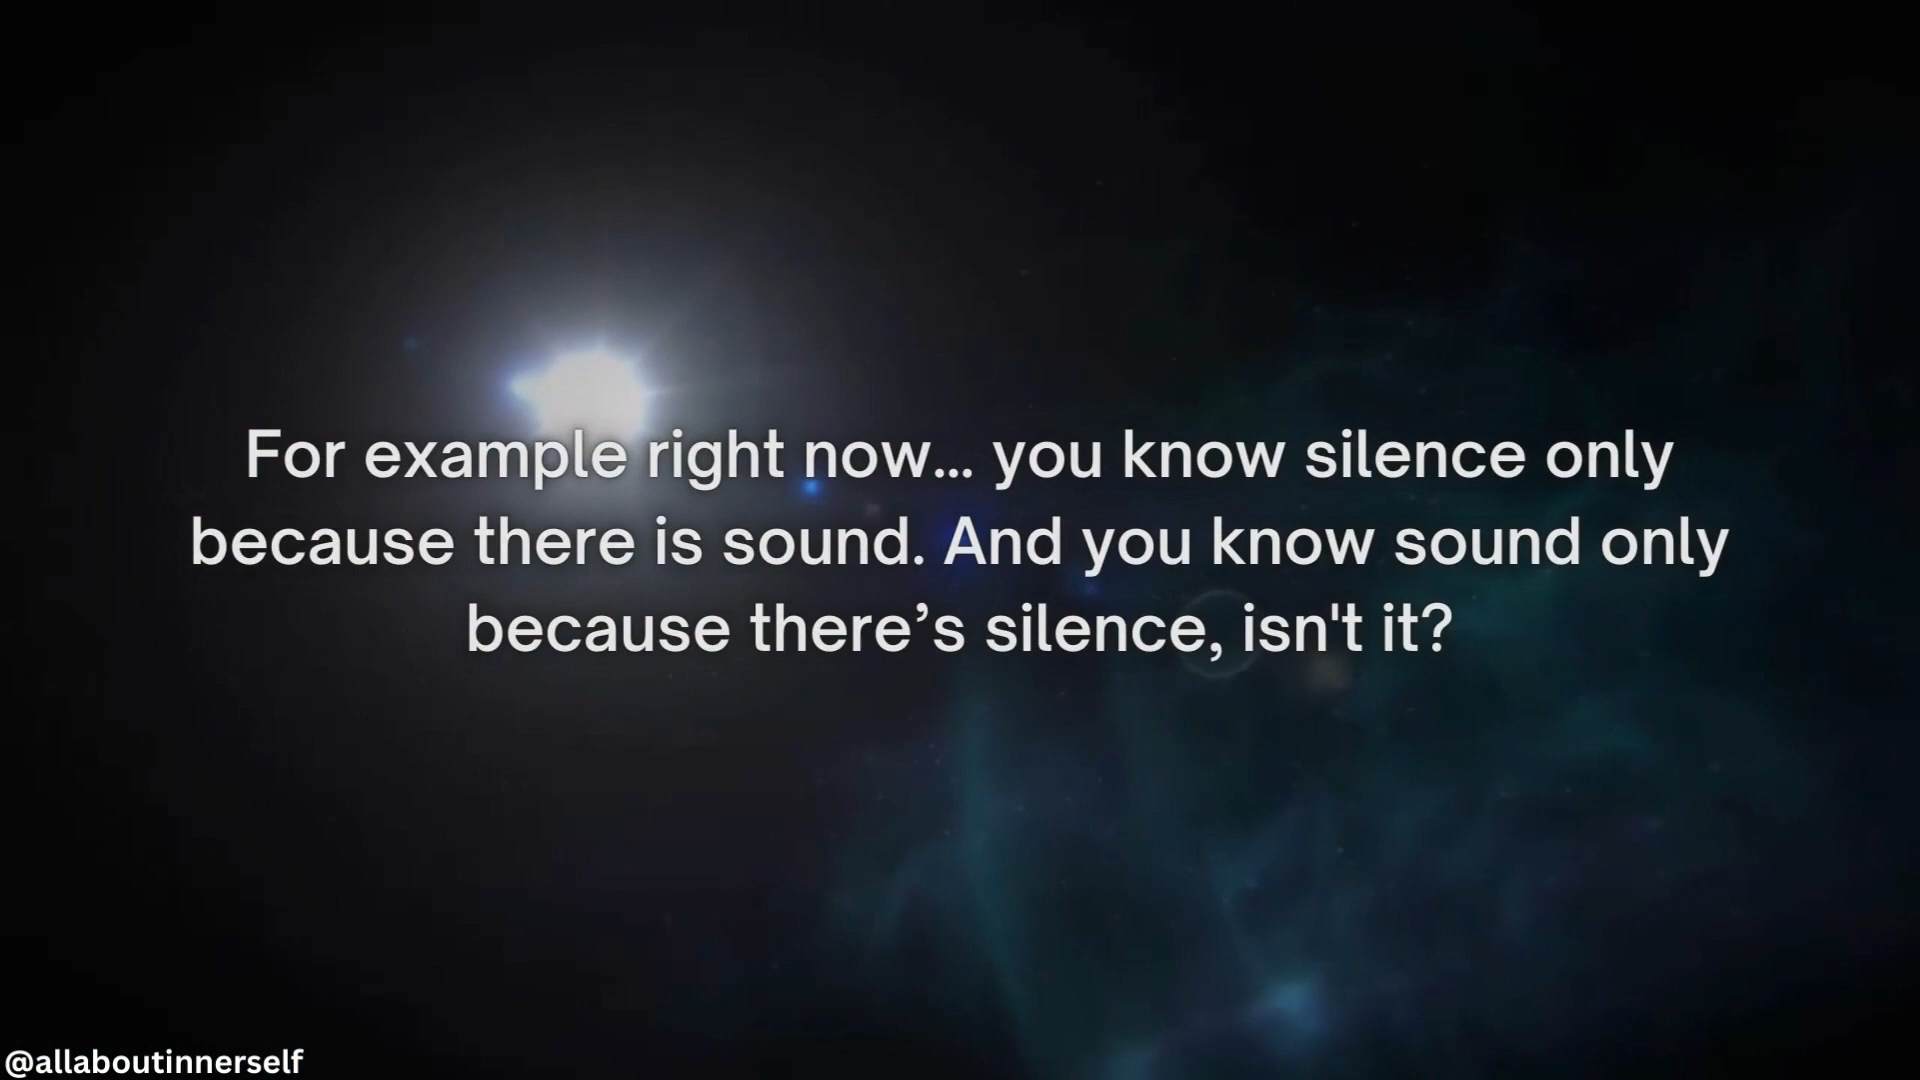 For example right now... you know silence only
because there is sound. And you know sound only
because there’s silence, isn't it?
@allaboutinnerself